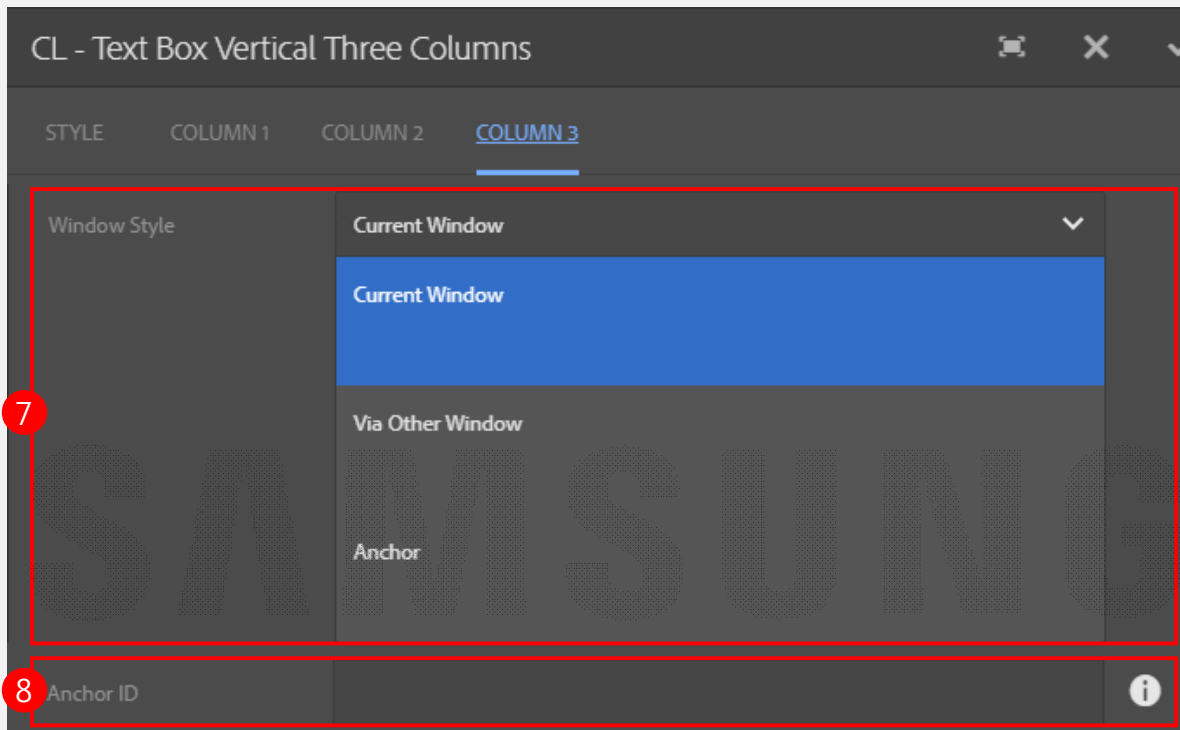 CL - Text Box Vertical Three Columns
STYLE COLUMN 1 COLUMN 2 COLUMN 3
Window Style Current Window
Current Window
7
Via Other Window
SAMSUNG
Anchor
8 Anchor ID